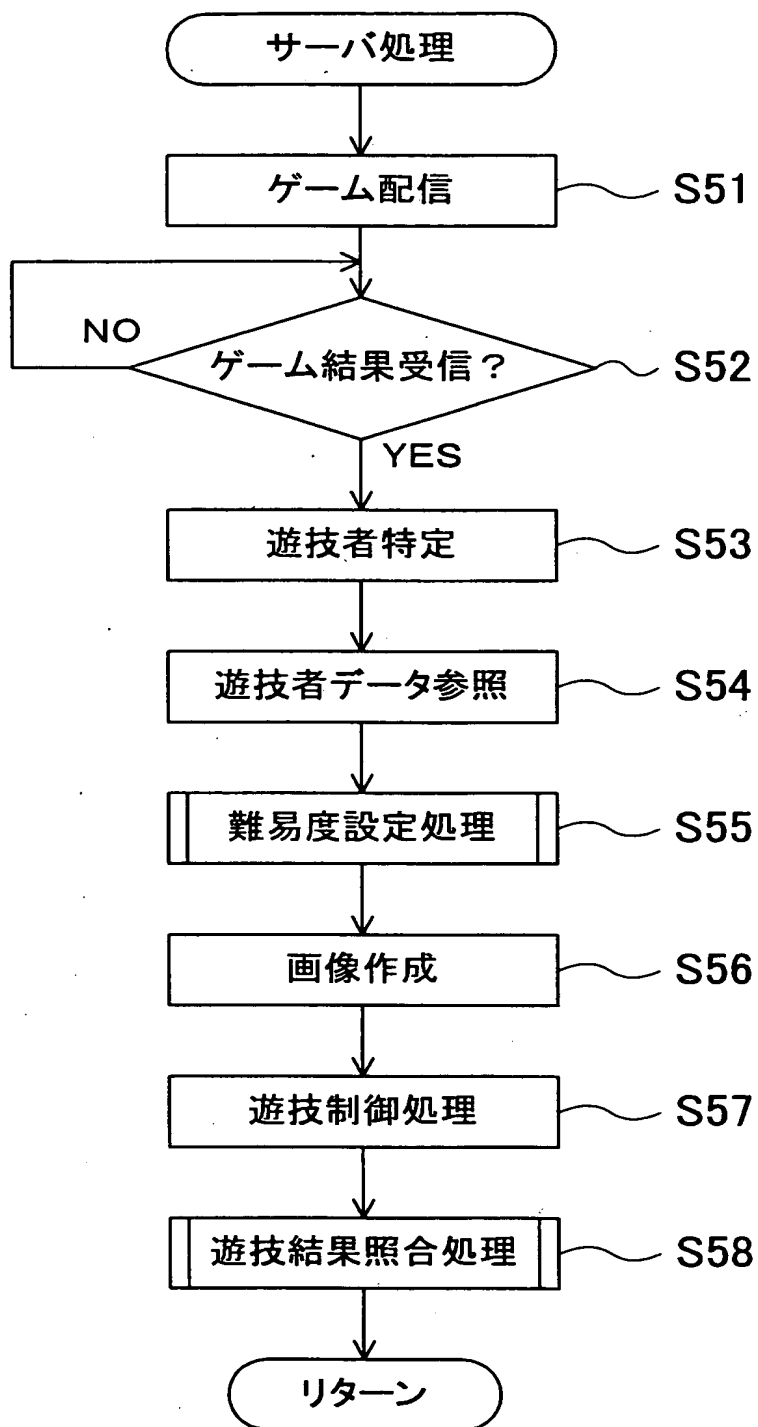 サーバ処理
ゲーム配信 S51
NO
ゲーム結果受信? S52
YES
遊技者特定 S53
遊技者データ参照 S54
難易度設定処理 S55
画像作成 S56
遊技制御処理 S57
遊技結果照合処理 S58
リターン